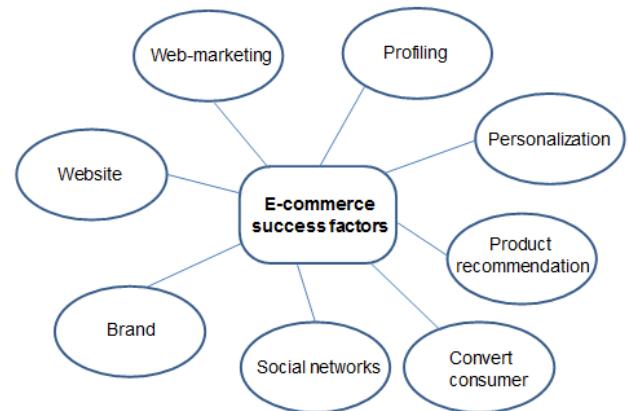 Web-marketing
Profiling
Personalization
Website
E-commerce
success factors
Product
recommendation
Brand
Social networks
Convert
consumer